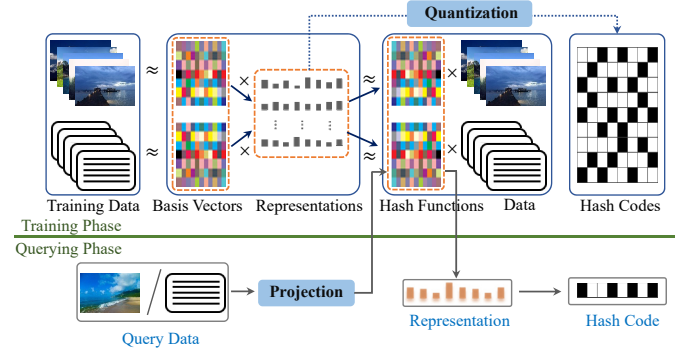 Quantization
≈ × ≈ ×
≈ × ≈ ×
Training Data Basis Vectors Representations Hash Functions Data Hash Codes
Training Phase
Querying Phase
Projection
Query Data Representation Hash Code